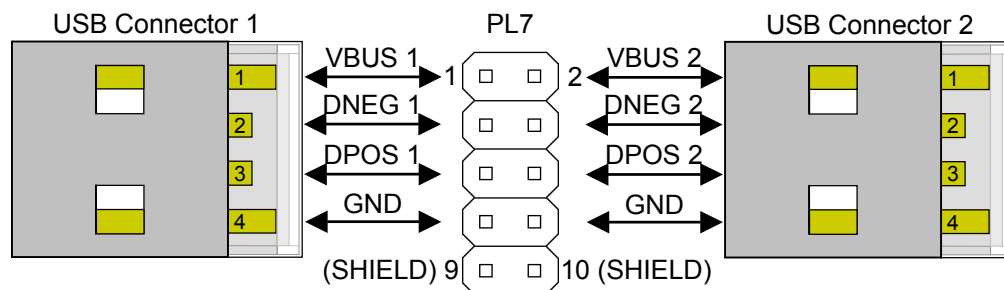 USB Connector 1 PL7 USB Connector 2
1 VBUS 1 1 2 VBUS 2 1
2 DNEG 1 DNEG 2 2
3 DPOS 1 DPOS 2 3
4 GND GND 4
(SHIELD) 9 10 (SHIELD)